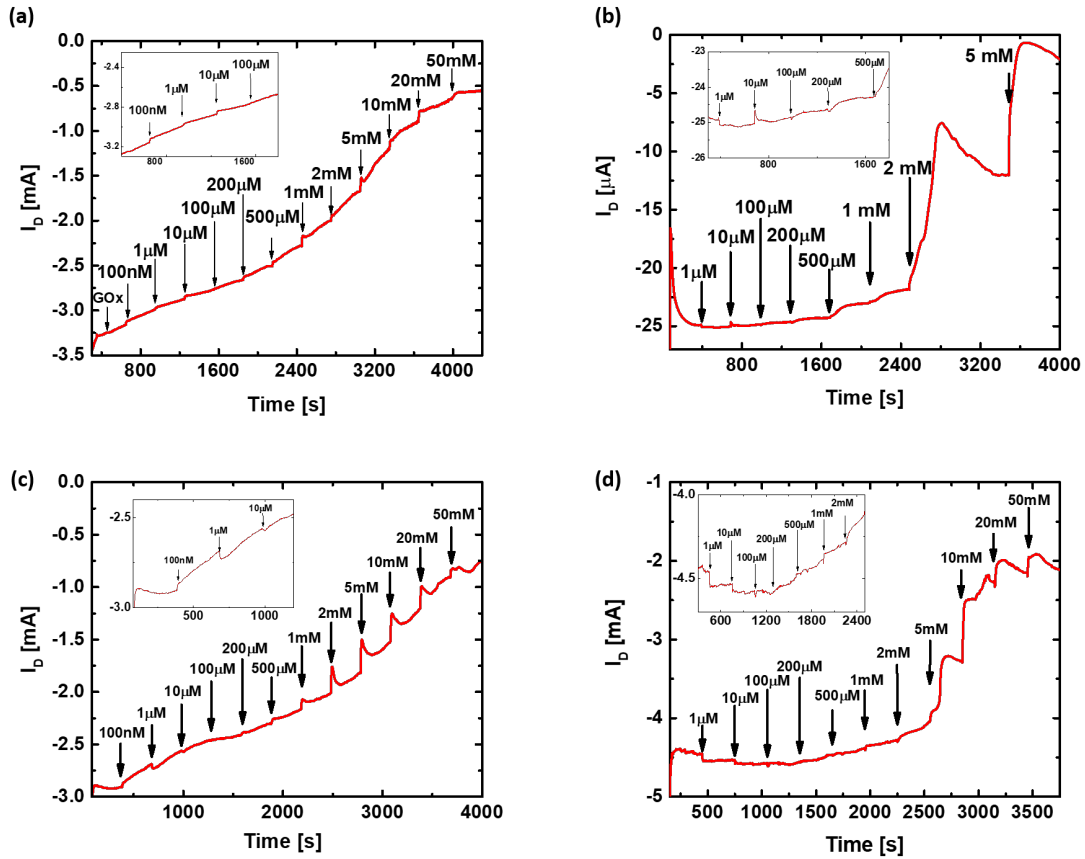 (a)
0.0
-0.5
-1.0
-1.5
-2.0
-2.5
-3.0
-3.5
I_D [mA]
800 1600 2400 3200 4000
Time [s]
GOx
100nM
1μM
10μM
100μM
200μM
500μM
1mM
2mM
5mM
10mM
20mM
50mM
-2.4
-2.8
-3.2
800 1600
100nM
1μM
10μM
100μM
(b)
0
-5
-10
-15
-20
-25
I_D [μA]
800 1600 2400 3200 4000
Time [s]
1μM
10μM
100μM
200μM
500μM
1 mM
2 mM
5 mM
-23
-24
-25
-26
800 1600
1μM
10μM
100μM
200μM
500μM
(c)
0.0
-0.5
-1.0
-1.5
-2.0
-2.5
-3.0
I_D [mA]
1000 2000 3000 4000
Time [s]
100nM
1μM
10μM
100μM
200μM
500μM
1mM
2mM
5mM
10mM
20mM
50mM
-2.5
-3.0
500 1000
100nM
1μM
10μM
(d)
-1
-2
-3
-4
-5
I_D [mA]
500 1000 1500 2000 2500 3000 3500
Time [s]
1μM
10μM
100μM
200μM
500μM
1mM
2mM
5mM
10mM
20mM
50mM
-4.0
-4.5
600 1200 1800 2400
1μM
10μM
100μM
200μM
500μM
1mM
2mM